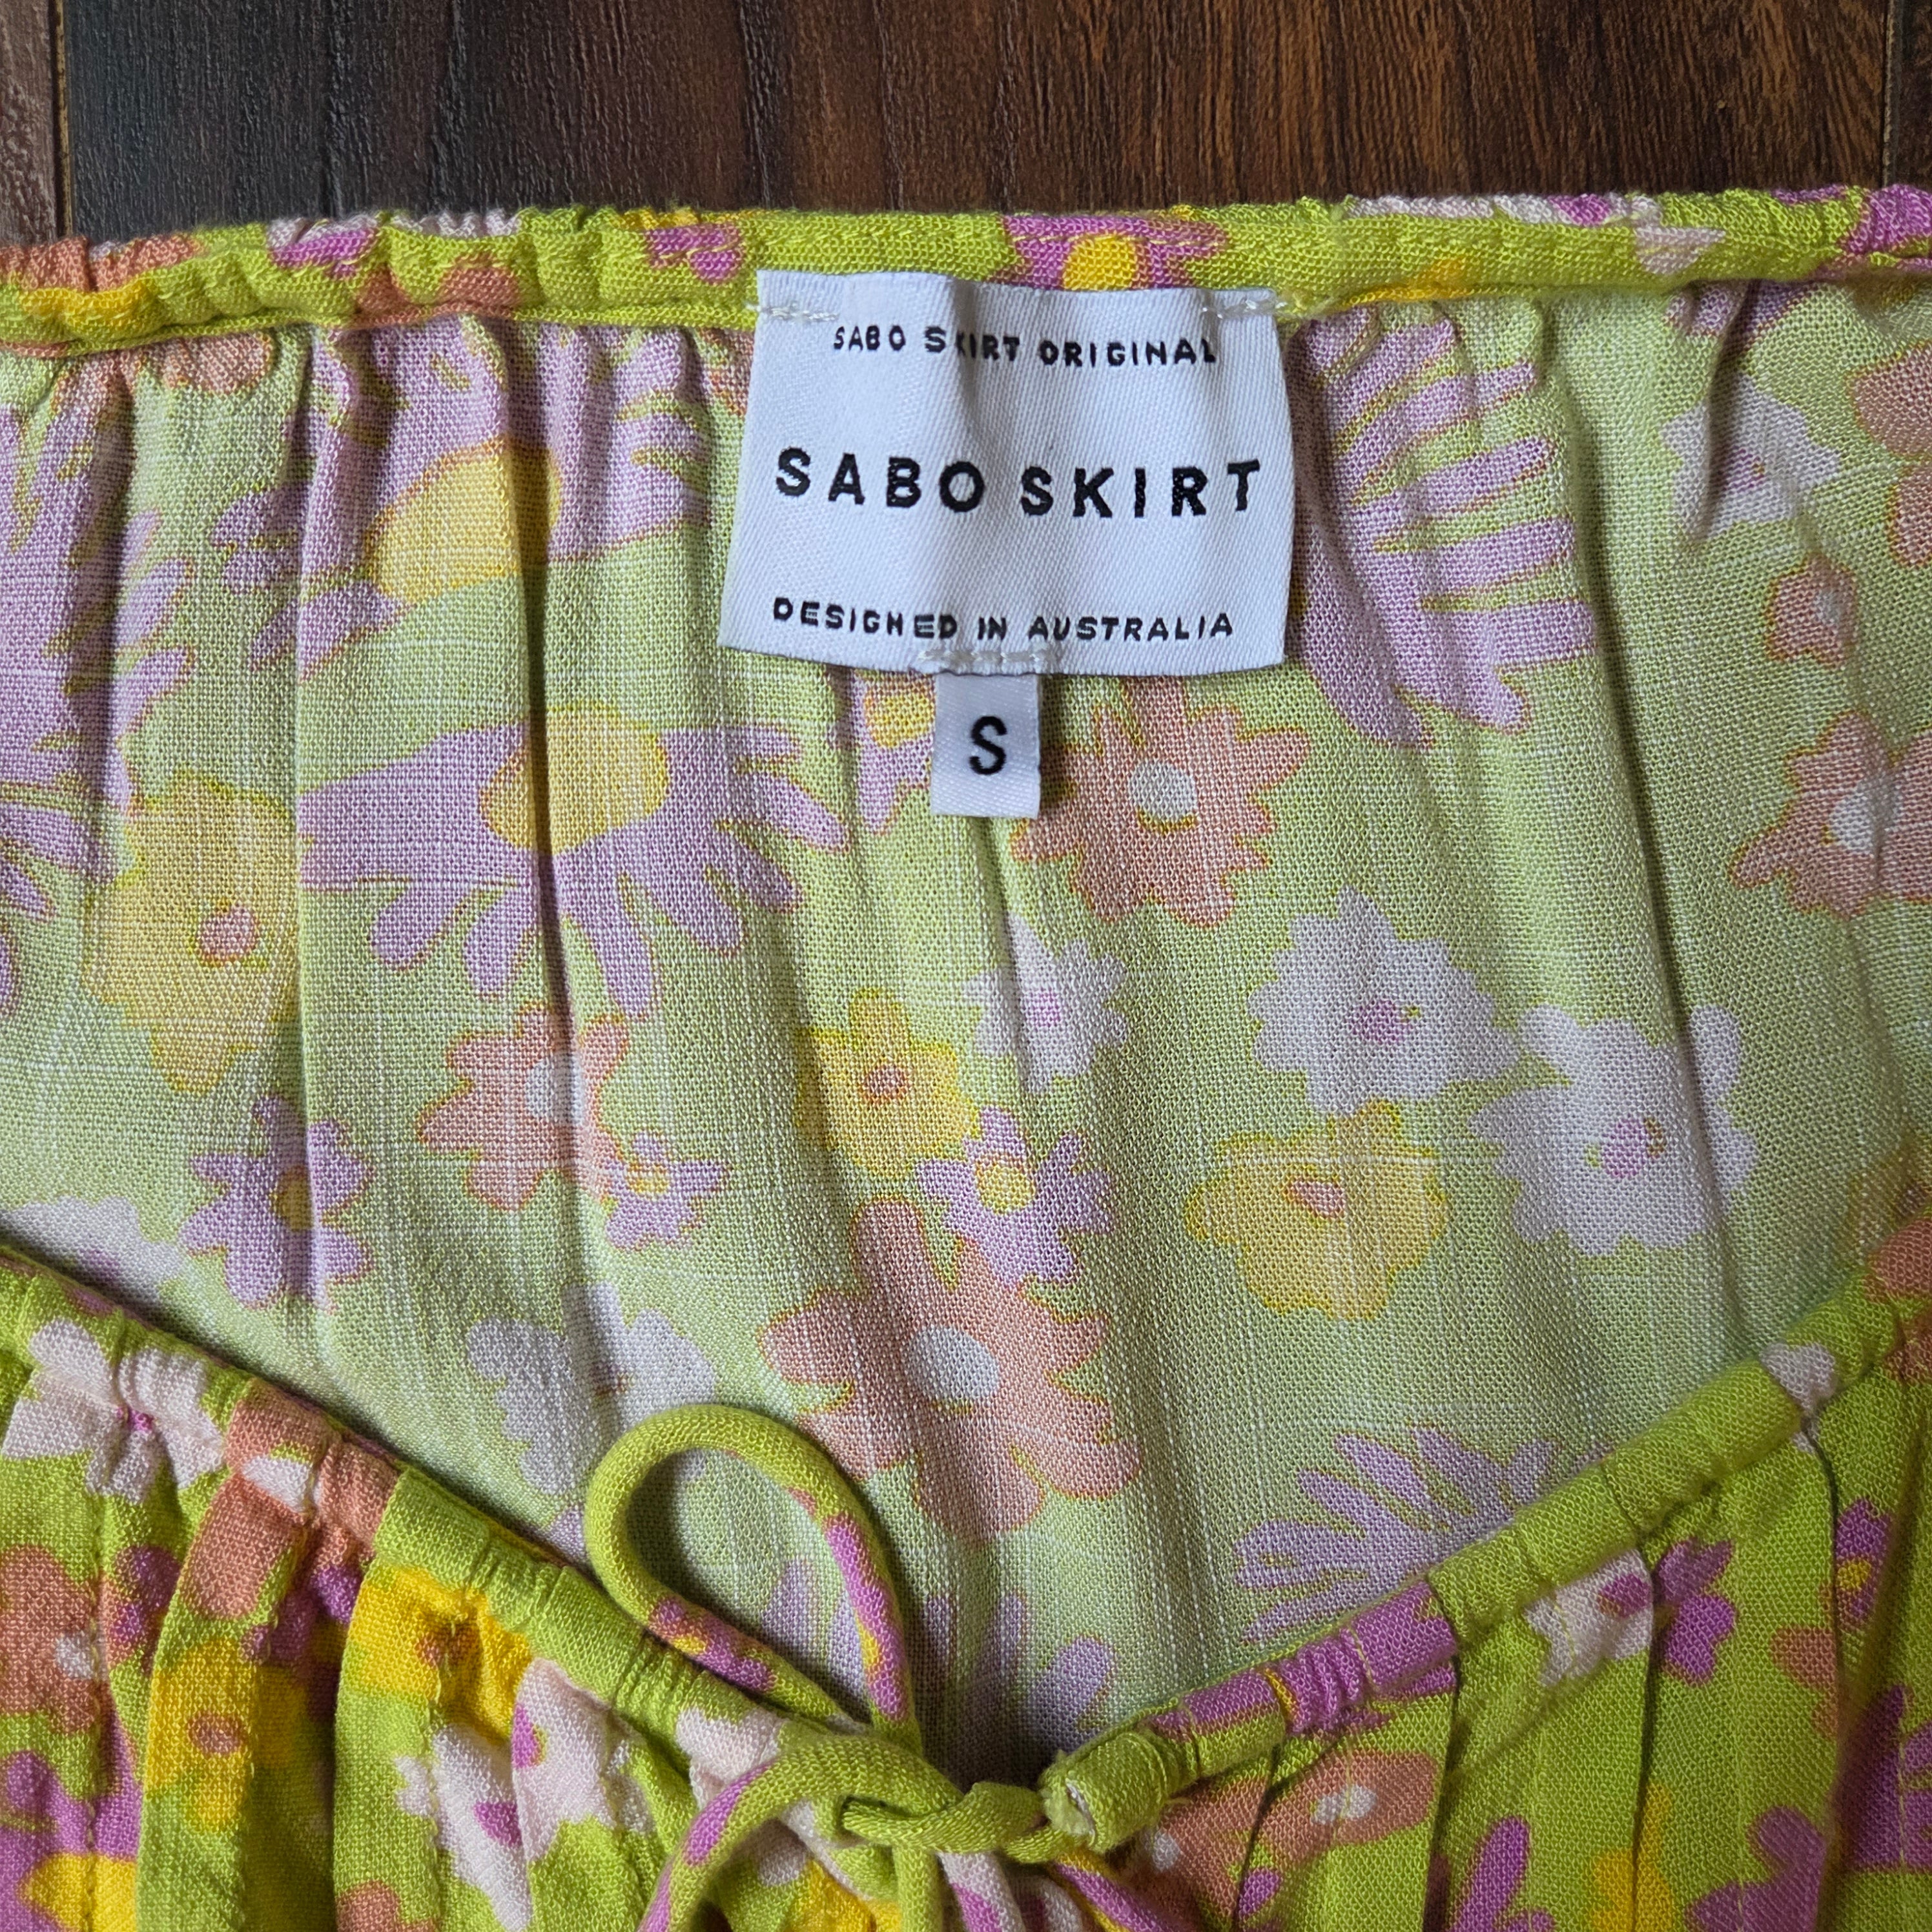 SABO SKIRT ORIGINAL
SABO SKIRT
DESIGNED IN AUSTRALIA
S